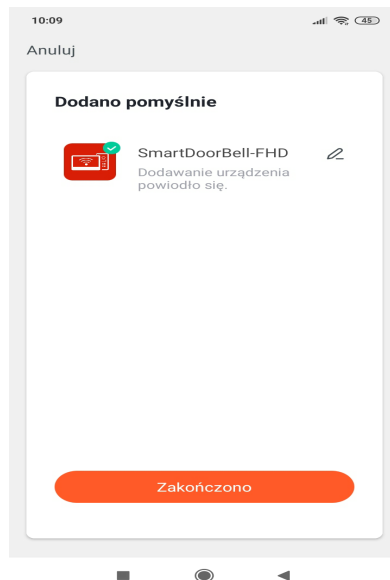 10:09
45
Anuluj
Dodano pomyślnie
SmartDoorBell-FHD
Dodawanie urządzenia
powiodło się.
Zakończono